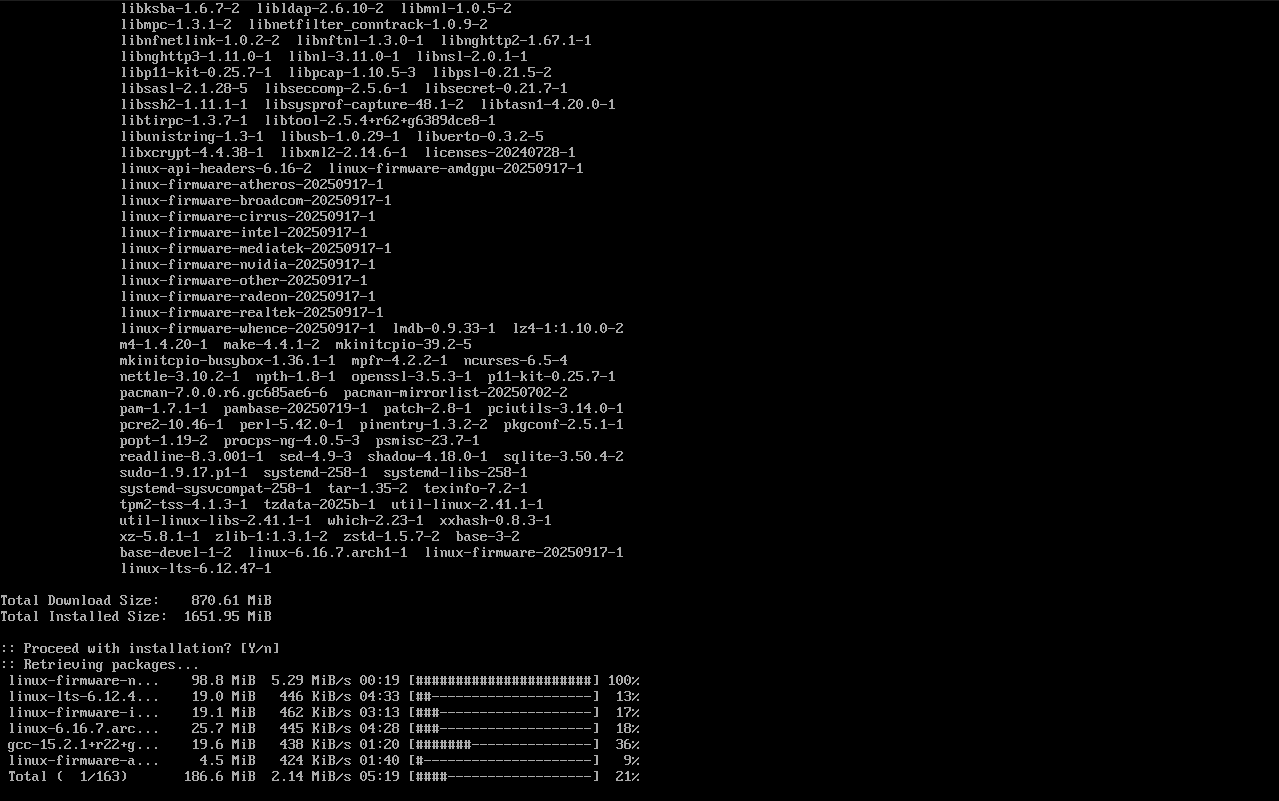 libksba-1.6.7-2  libldap-2.6.10-2  libmnl-1.0.5-2
libmpc-1.3.1-2  libnetfilter_conntrack-1.0.9-2
libnfnetlink-1.0.2-2  libnftnl-1.3.0-1  libnghttp2-1.67.1-1
libnghttp3-1.11.0-1  libnl-3.11.0-1  libnsl-2.0.1-1
libp11-kit-0.25.7-1  libpcap-1.10.5-3  libpsl-0.21.5-2
libsasl-2.1.28-5  libseccomp-2.5.6-1  libsecret-0.21.7-1
libssh2-1.11.1-1  libsysprof-capture-48.1-2  libtasn1-4.20.0-1
libtirpc-1.3.7-1  libtool-2.5.4+r62+g6389dce8-1
libunistring-1.3-1  libusb-1.0.29-1  libverto-0.3.2-5
libxcrypt-4.4.38-1  libxml2-2.14.6-1  licenses-20240728-1
linux-api-headers-6.16-2  linux-firmware-amdgpu-20250917-1
linux-firmware-atheros-20250917-1
linux-firmware-broadcom-20250917-1
linux-firmware-cirrus-20250917-1
linux-firmware-intel-20250917-1
linux-firmware-mediatek-20250917-1
linux-firmware-nvidia-20250917-1
linux-firmware-other-20250917-1
linux-firmware-radeon-20250917-1
linux-firmware-realtek-20250917-1
linux-firmware-whence-20250917-1  lmdb-0.9.33-1  lz4-1:1.10.0-2
m4-1.4.20-1  make-4.4.1-2  mkinitcpio-39.2-5
mkinitcpio-busybox-1.36.1-1  mpfr-4.2.2-1  ncurses-6.5-4
nettle-3.10.2-1  npth-1.8-1  openssl-3.5.3-1  p11-kit-0.25.7-1
pacman-7.0.0.r6.gc685ae6-6  pacman-mirrorlist-20250702-2
pam-1.7.1-1  pambase-20250719-1  patch-2.8-1  pciutils-3.14.0-1
pcre2-10.46-1  perl-5.42.0-1  pinentry-1.3.2-2  pkgconf-2.5.1-1
popt-1.19-2  procps-ng-4.0.5-3  psmisc-23.7-1
readline-8.3.001-1  sed-4.9-3  shadow-4.18.0-1  sqlite-3.50.4-2
sudo-1.9.17.p1-1  systemd-258-1  systemd-libs-258-1
systemd-sysvcompat-258-1  tar-1.35-2  texinfo-7.2-1
tpm2-tss-4.1.3-1  tzdata-2025b-1  util-linux-2.41.1-1
util-linux-libs-2.41.1-1  which-2.23-1  xxhash-0.8.3-1
xz-5.8.1-1  zlib-1:1.3.1-2  zstd-1.5.7-2  base-3-2
base-devel-1-2  linux-6.16.7.arch1-1  linux-firmware-20250917-1
linux-lts-6.12.47-1
Total Download Size:    870.61 MiB
Total Installed Size:  1651.95 MiB
:: Proceed with installation? [Y/n]
:: Retrieving packages...
linux-firmware-n...    98.8 MiB  5.29 MiB/s 00:19 [######################] 100%
linux-lts-6.12.4...    19.0 MiB   446 KiB/s 04:33 [##--------------------]  13%
linux-firmware-i...    19.1 MiB   462 KiB/s 03:13 [###-------------------]  17%
linux-6.16.7.arc...    25.7 MiB   445 KiB/s 04:28 [###-------------------]  18%
gcc-15.2.1+r22+g...    19.6 MiB   438 KiB/s 01:20 [#######---------------]  36%
linux-firmware-a...     4.5 MiB   424 KiB/s 01:40 [#---------------------]   9%
Total (  1/163)       186.6 MiB  2.14 MiB/s 05:19 [####------------------]  21%